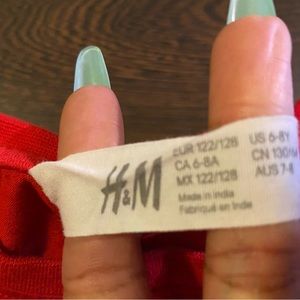 H&M
EUR 122/128
CA 6-8A
MX 122/128
Made in India
Fabriqué en Inde
US 6-8Y
CN 130/
AUS 7-8